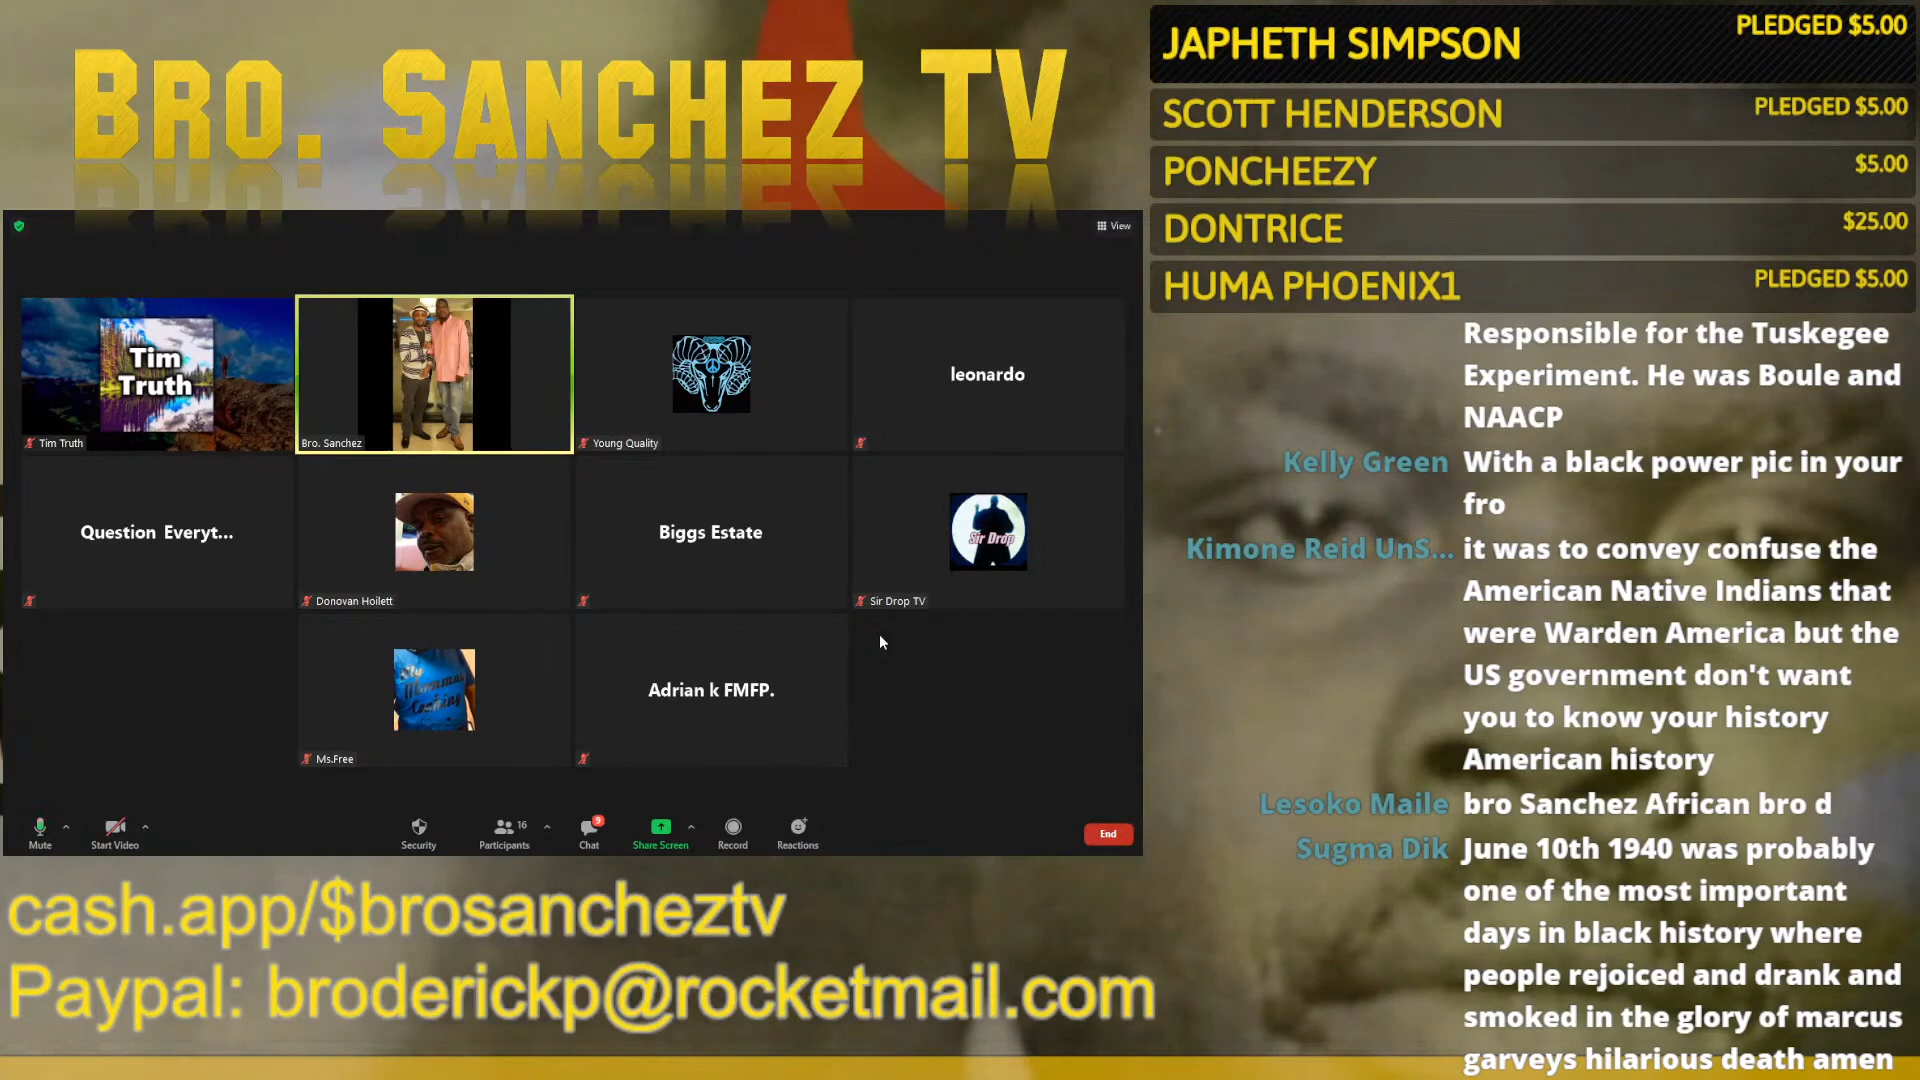 BRO. SANCHEZ TV
JAPHETH SIMPSON
PLEDGED $5.00
SCOTT HENDERSON
PLEDGED $5.00
PONCHEEZY
$5.00
DONTRICE
$25.00
HUMA PHOENIX1
PLEDGED $5.00
View
Tim
Truth
Tim Truth
Bro. Sanchez
Young Quality
leonardo
Question Everyt...
Donovan Hoilett
Biggs Estate
Sir Drop
Sir Drop TV
My
Mommas
Cooking
Ms.Free
Adrian k FMFP.
Mute
Start Video
Security
16
Participants
9
Chat
Share Screen
Record
Reactions
End
cash.app/$brosancheztv
Paypal: broderickp@rocketmail.com
Responsible for the Tuskegee
Experiment. He was Boule and
NAACP
Kelly Green With a black power pic in your
fro
Kimone Reid UnS... it was to convey confuse the
American Native Indians that
were Warden America but the
US government don't want
you to know your history
American history
Lesoko Maile bro Sanchez African bro d
Sugma Dik June 10th 1940 was probably
one of the most important
days in black history where
people rejoiced and drank and
smoked in the glory of marcus
garveys hilarious death amen